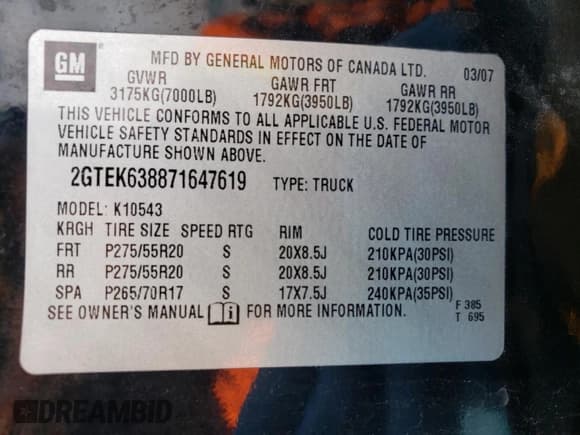 GM
MFD BY GENERAL MOTORS OF CANADA LTD. 03/07
GVWR GAWR FRT GAWR RR
3175KG(7000LB) 1792KG(3950LB) 1792KG(3950LB)
THIS VEHICLE CONFORMS TO ALL APPLICABLE U.S. FEDERAL MOTOR
VEHICLE SAFETY STANDARDS IN EFFECT ON THE DATE OF
MANUFACTURE SHOWN ABOVE.
2GTEK638871647619 TYPE: TRUCK
MODEL: K10543
KRGH TIRE SIZE SPEED RTG RIM COLD TIRE PRESSURE
FRT P275/55R20 S 20X8.5J 210KPA(30PSI)
RR P275/55R20 S 20X8.5J 210KPA(30PSI)
SPA P265/70R17 S 17X7.5J 240KPA(35PSI)
SEE OWNER'S MANUAL i FOR MORE INFORMATION.
F 385
T 695
DREAMBID